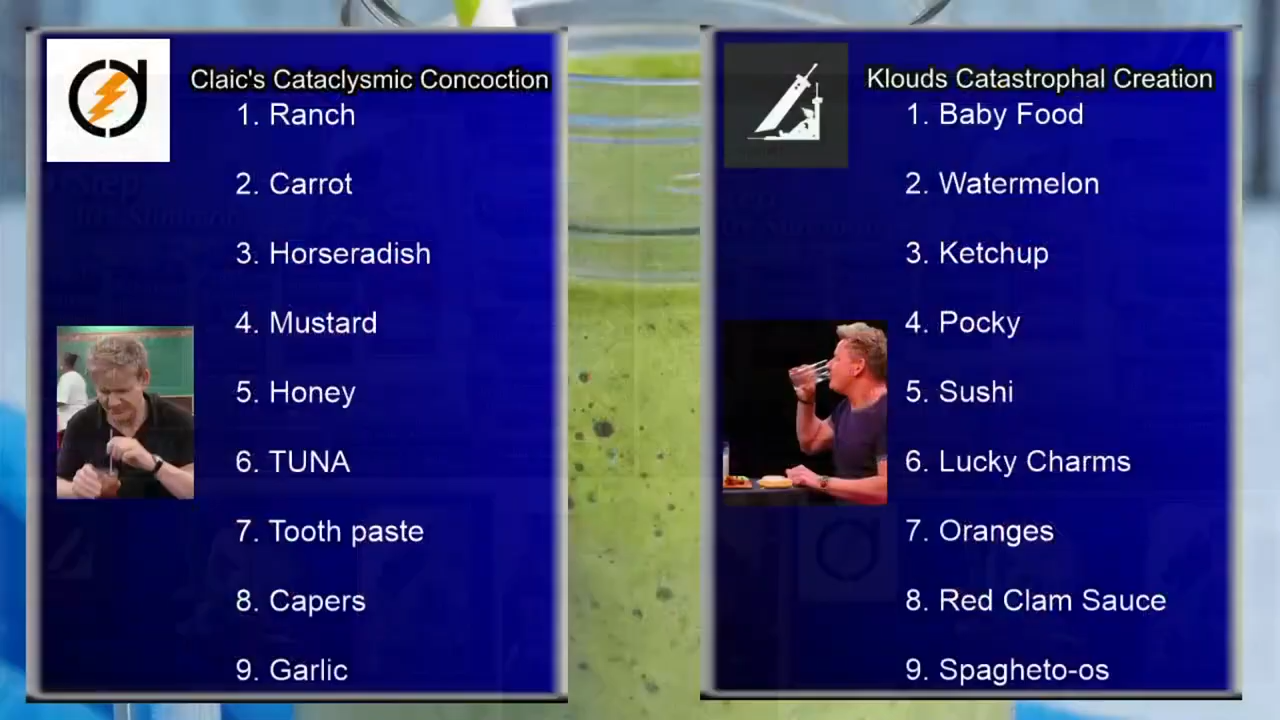 Claic's Cataclysmic Concoction
1. Ranch
2. Carrot
3. Horseradish
4. Mustard
5. Honey
6. TUNA
7. Tooth paste
8. Capers
9. Garlic
Klouds Catastrophal Creation
1. Baby Food
2. Watermelon
3. Ketchup
4. Pocky
5. Sushi
6. Lucky Charms
7. Oranges
8. Red Clam Sauce
9. Spagheto-os